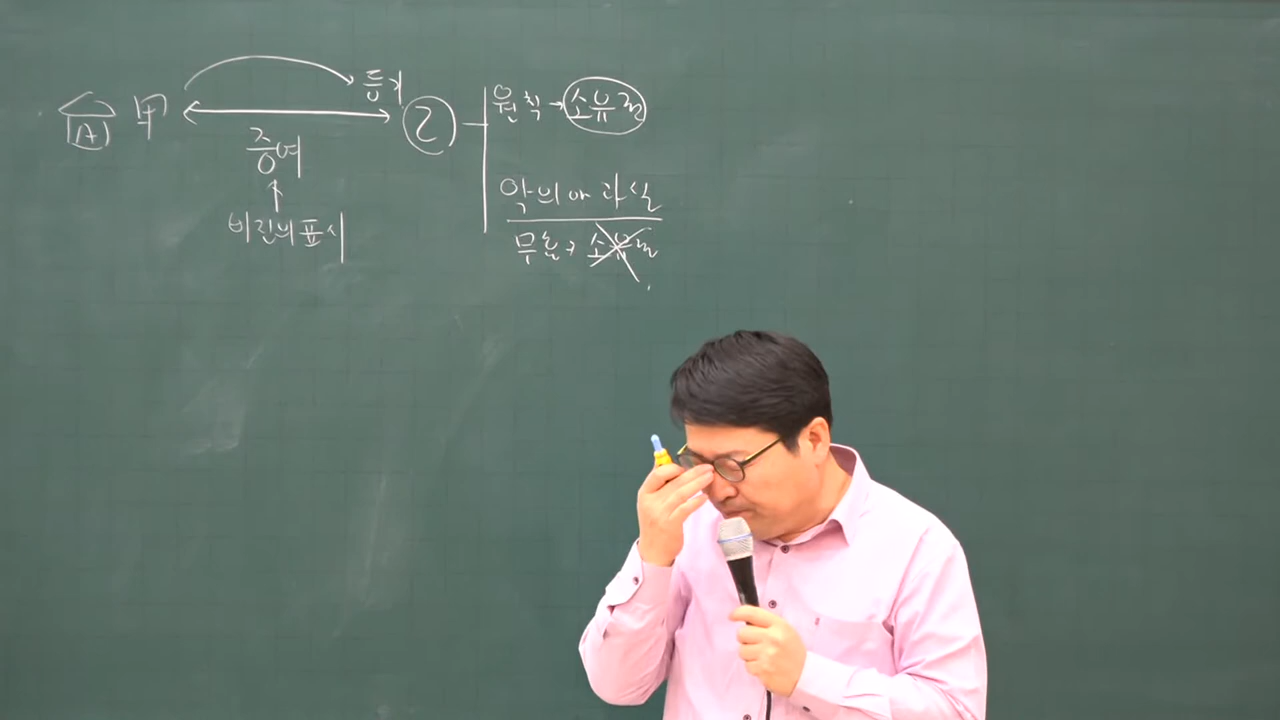 A 甲
등기
증여
비진의표시
乙
원칙→소유권
악의 or 과실
무효→소유권